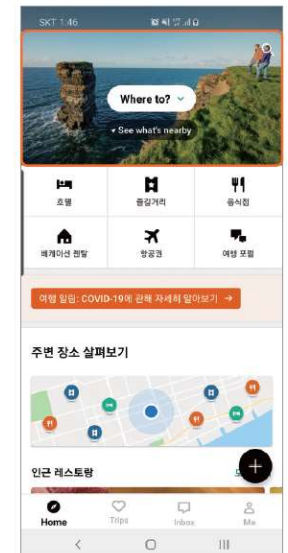 SKT 1:46
Where to?
See what's nearby
호텔
즐길거리
음식점
베케이션 렌탈
항공권
여행 포럼
여행 알림: COVID-19에 관해 자세히 알아보기 →
주변 장소 살펴보기
인근 레스토랑
Home
Trips
Inbox
Me